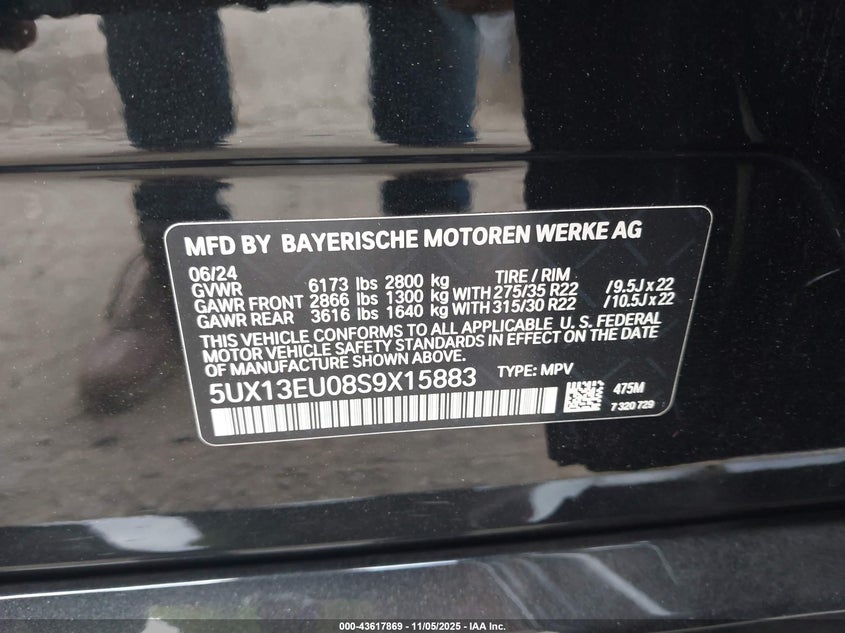 MFD BY BAYERISCHE MOTOREN WERKE AG
06/24 TIRE / RIM
GVWR 6173 lbs 2800 kg
GAWR FRONT 2866 lbs 1300 kg WITH 275/35 R22 /9.5J x 22
GAWR REAR 3616 lbs 1640 kg WITH 315/30 R22 /10.5J x 22
THIS VEHICLE CONFORMS TO ALL APPLICABLE U. S. FEDERAL
MOTOR VEHICLE SAFETY STANDARDS IN EFFECT ON THE DATE
OF MANUFACTURE SHOWN ABOVE.
5UX13EU08S9X15883 TYPE: MPV
475M
7 320 729
000-43617869 - 11/05/2025 - IAA Inc.